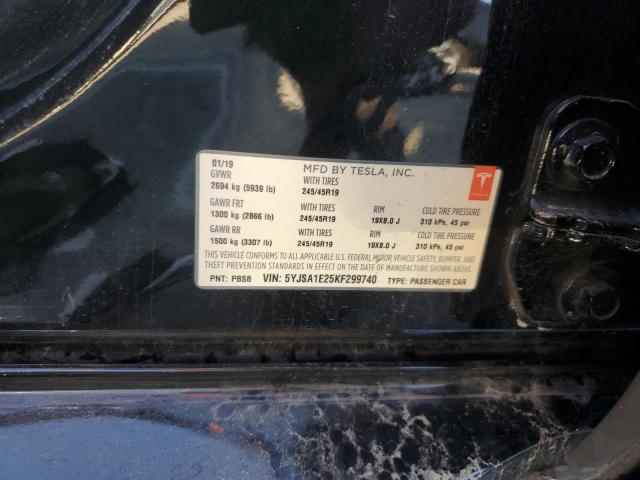 01/19 MFD BY TESLA, INC.
GVWR WITH TIRES
2694 kg (5939 lb) 245/45R19
GAWR FRT WITH TIRES RIM COLD TIRE PRESSURE
1300 kg (2866 lb) 245/45R19 19X8.0 J 310 kPa, 45 psi
GAWR RR WITH TIRES RIM COLD TIRE PRESSURE
1500 kg (3307 lb) 245/45R19 19X8.0 J 310 kPa, 45 psi
THIS VEHICLE CONFORMS TO ALL APPLICABLE U.S. FEDERAL MOTOR VEHICLE SAFETY, BUMPER, AND
THEFT PREVENTION STANDARDS IN EFFECT ON THE DATE OF MANUFACTURE SHOWN ABOVE.
PNT: PBSB VIN: 5YJSA1E25KF299740 TYPE: PASSENGER CAR